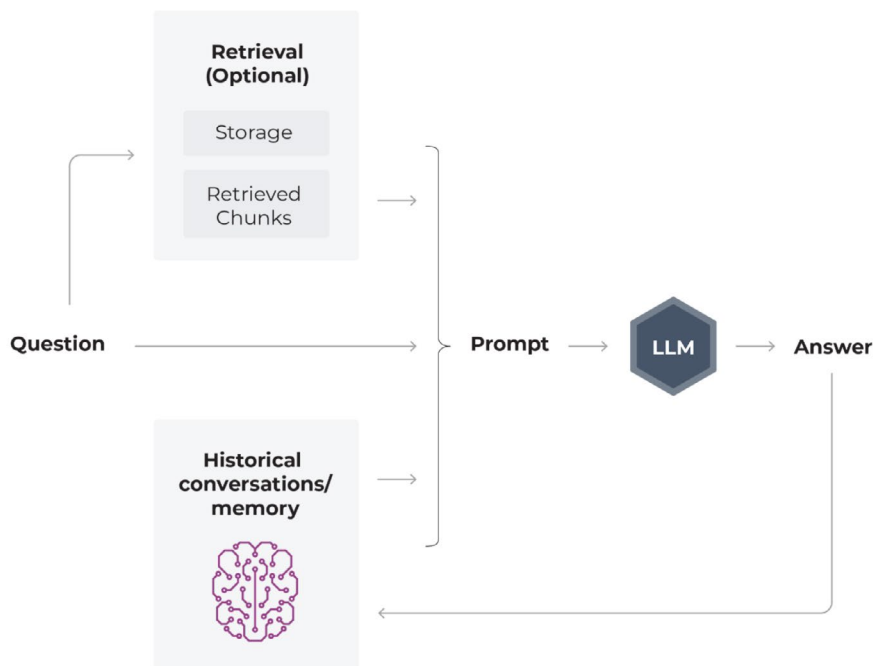 Retrieval
(Optional)
Storage
Retrieved
Chunks
Question
Prompt
LLM
Answer
Historical
conversations/
memory